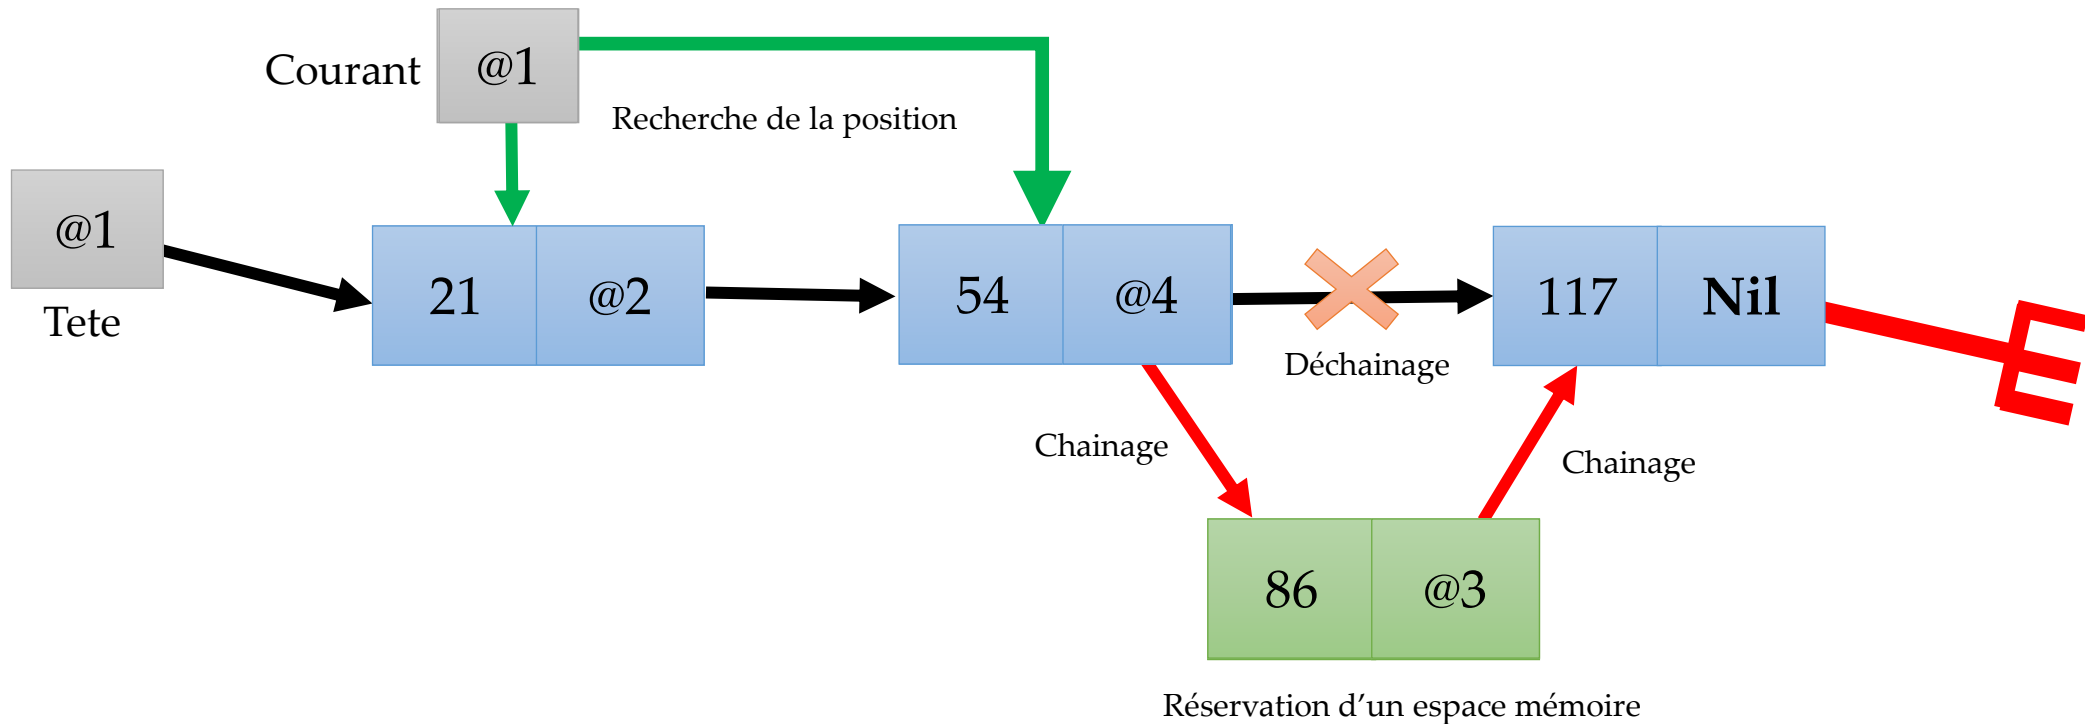 Courant
@1
Recherche de la position
@1
Tete
21
@2
54
@4
117
Nil
Déchainage
Chainage
Chainage
86
@3
Réservation d’un espace mémoire